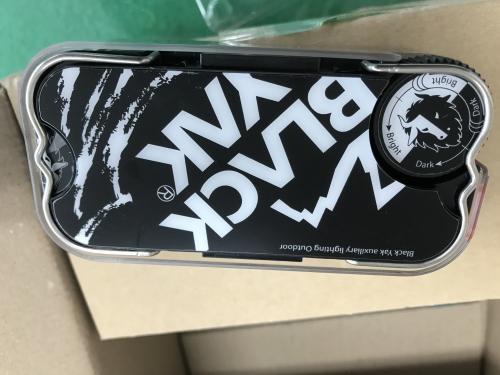 BLACK
YAK®
Black Yak auxiliary lighting Outdoor
Bright
Dark
Bright
Dark